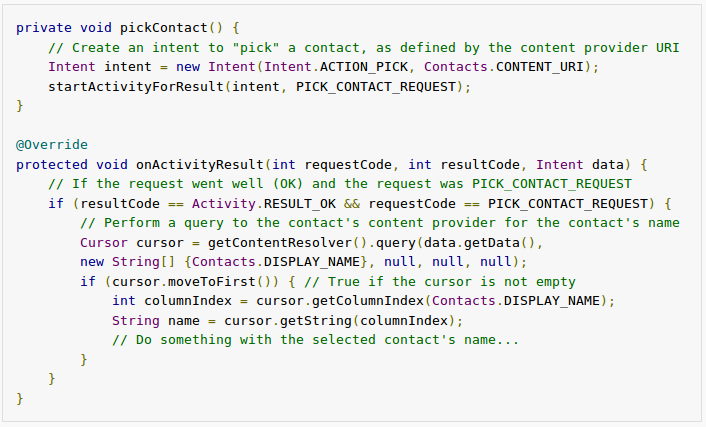 private void pickContact() {
    // Create an intent to "pick" a contact, as defined by the content provider URI
    Intent intent = new Intent(Intent.ACTION_PICK, Contacts.CONTENT_URI);
    startActivityForResult(intent, PICK_CONTACT_REQUEST);
}

@Override
protected void onActivityResult(int requestCode, int resultCode, Intent data) {
    // If the request went well (OK) and the request was PICK_CONTACT_REQUEST
    if (resultCode == Activity.RESULT_OK && requestCode == PICK_CONTACT_REQUEST) {
        // Perform a query to the contact's content provider for the contact's name
        Cursor cursor = getContentResolver().query(data.getData(),
        new String[] {Contacts.DISPLAY_NAME}, null, null, null);
        if (cursor.moveToFirst()) { // True if the cursor is not empty
            int columnIndex = cursor.getColumnIndex(Contacts.DISPLAY_NAME);
            String name = cursor.getString(columnIndex);
            // Do something with the selected contact's name...
        }
    }
}